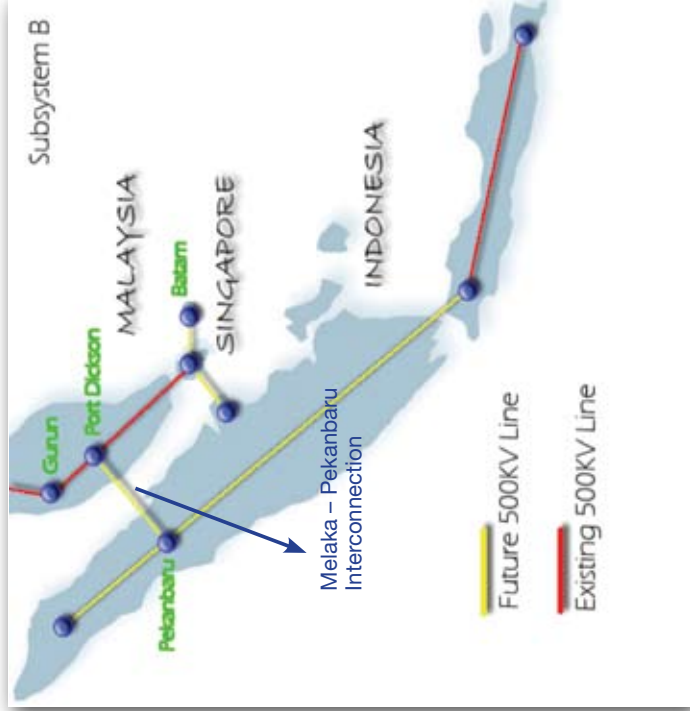 Subsystem B
MALAYSIA
SINGAPORE
INDONESIA
Gurun
Port Dickson
Batam
Pekanbaru
Melaka – Pekanbaru
Interconnection
Future 500KV Line
Existing 500KV Line